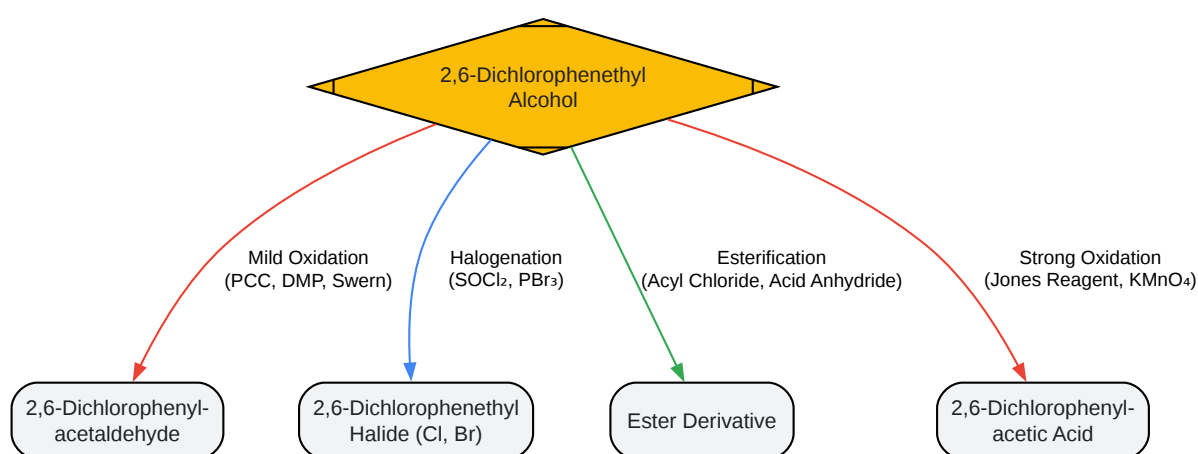 2,6-Dichlorophenethyl
Alcohol
Mild Oxidation
(PCC, DMP, Swern)
Halogenation
(SOCl₂, PBr₃)
Esterification
(Acyl Chloride, Acid Anhydride)
Strong Oxidation
(Jones Reagent, KMnO₄)
2,6-Dichlorophenyl-
acetaldehyde
2,6-Dichlorophenethyl
Halide (Cl, Br)
Ester Derivative
2,6-Dichlorophenyl-
acetic Acid